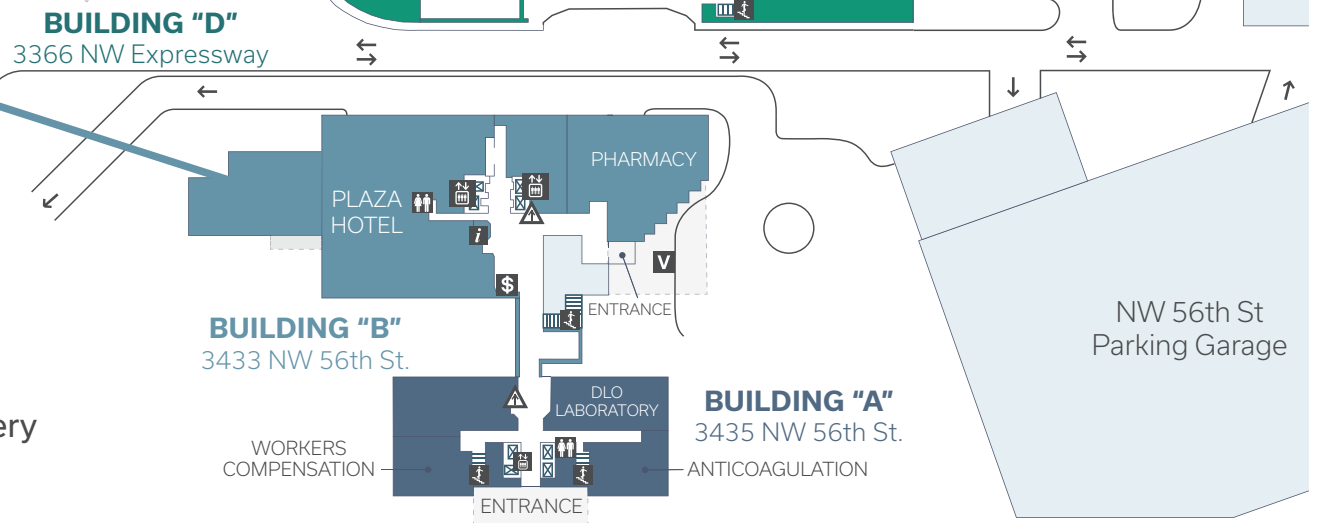 BUILDING “D”
3366 NW Expressway
PHARMACY
PLAZA
HOTEL
i
V
$
ENTRANCE
NW 56th St
Parking Garage
BUILDING “B”
3433 NW 56th St.
DLO
LABORATORY
BUILDING “A”
3435 NW 56th St.
ery
WORKERS
COMPENSATION
ANTICOAGULATION
ENTRANCE